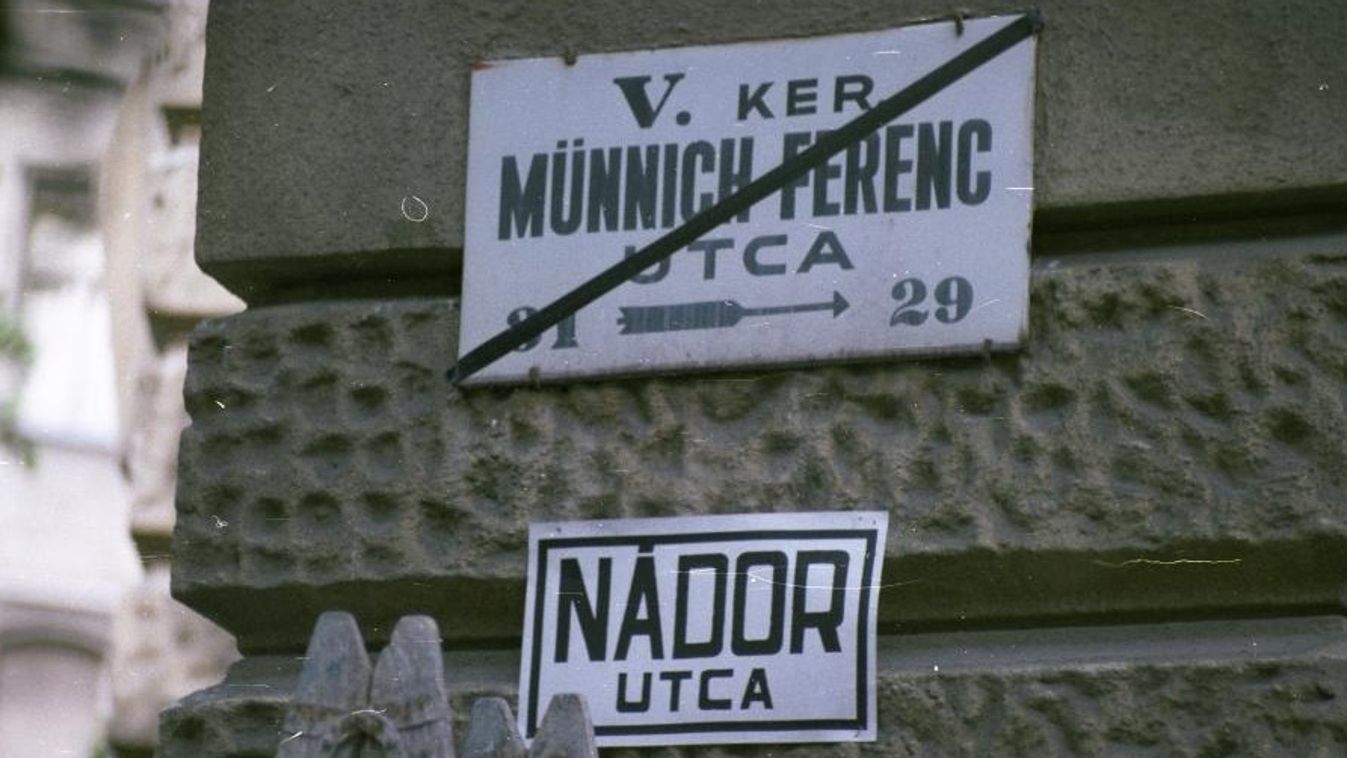 V. KER.
MÜNNICH FERENC
UTCA
31 29
NÁDOR
UTCA